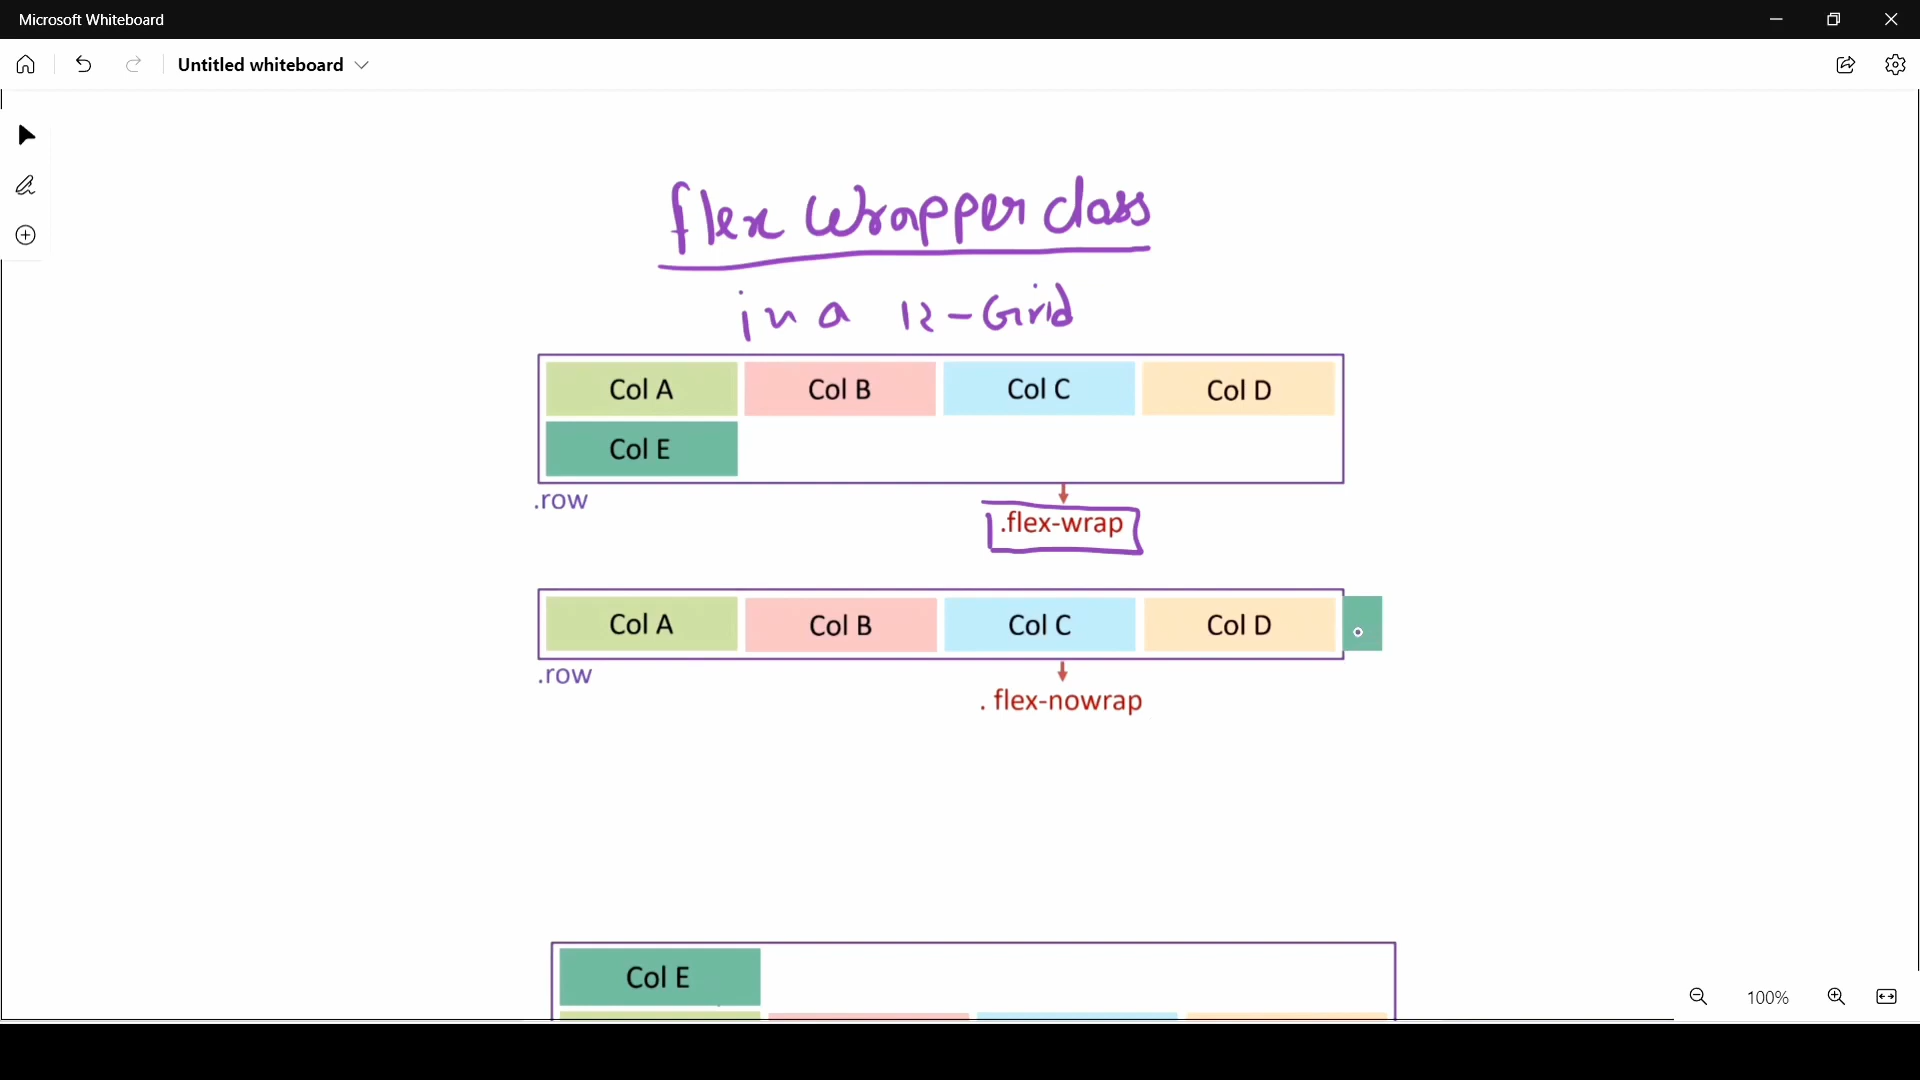 Microsoft Whiteboard
Untitled whiteboard
flex Wrapper class
in a 12-Grid
Col A Col B Col C Col D
Col E
.row
.flex-wrap
Col A Col B Col C Col D
.row
. flex-nowrap
Col E
100%